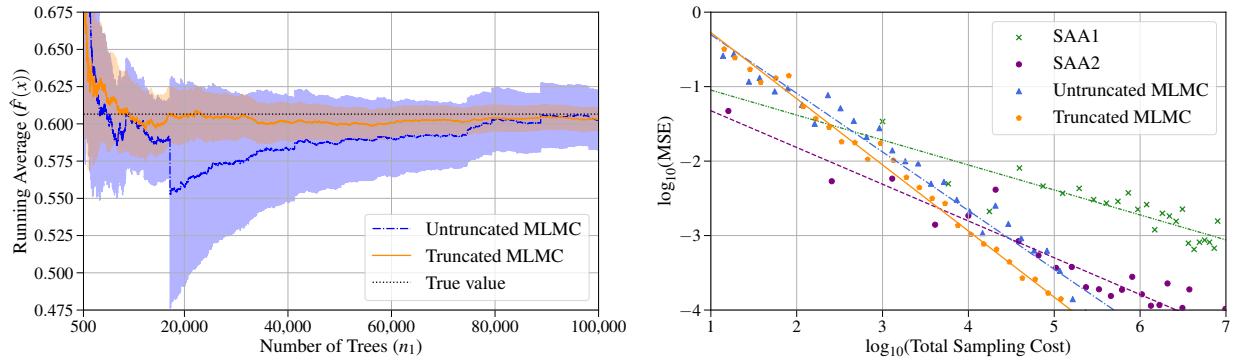 0.675
0.650
0.625
0.600
0.575
0.550
0.525
0.500
0.475
Running Average (F̂(x))
500
20,000
40,000
60,000
80,000
100,000
Number of Trees (n₁)
Untruncated MLMC
Truncated MLMC
True value
−0
−1
−2
−3
−4
log₁₀(MSE)
1
2
3
4
5
6
7
log₁₀(Total Sampling Cost)
SAA1
SAA2
Untruncated MLMC
Truncated MLMC